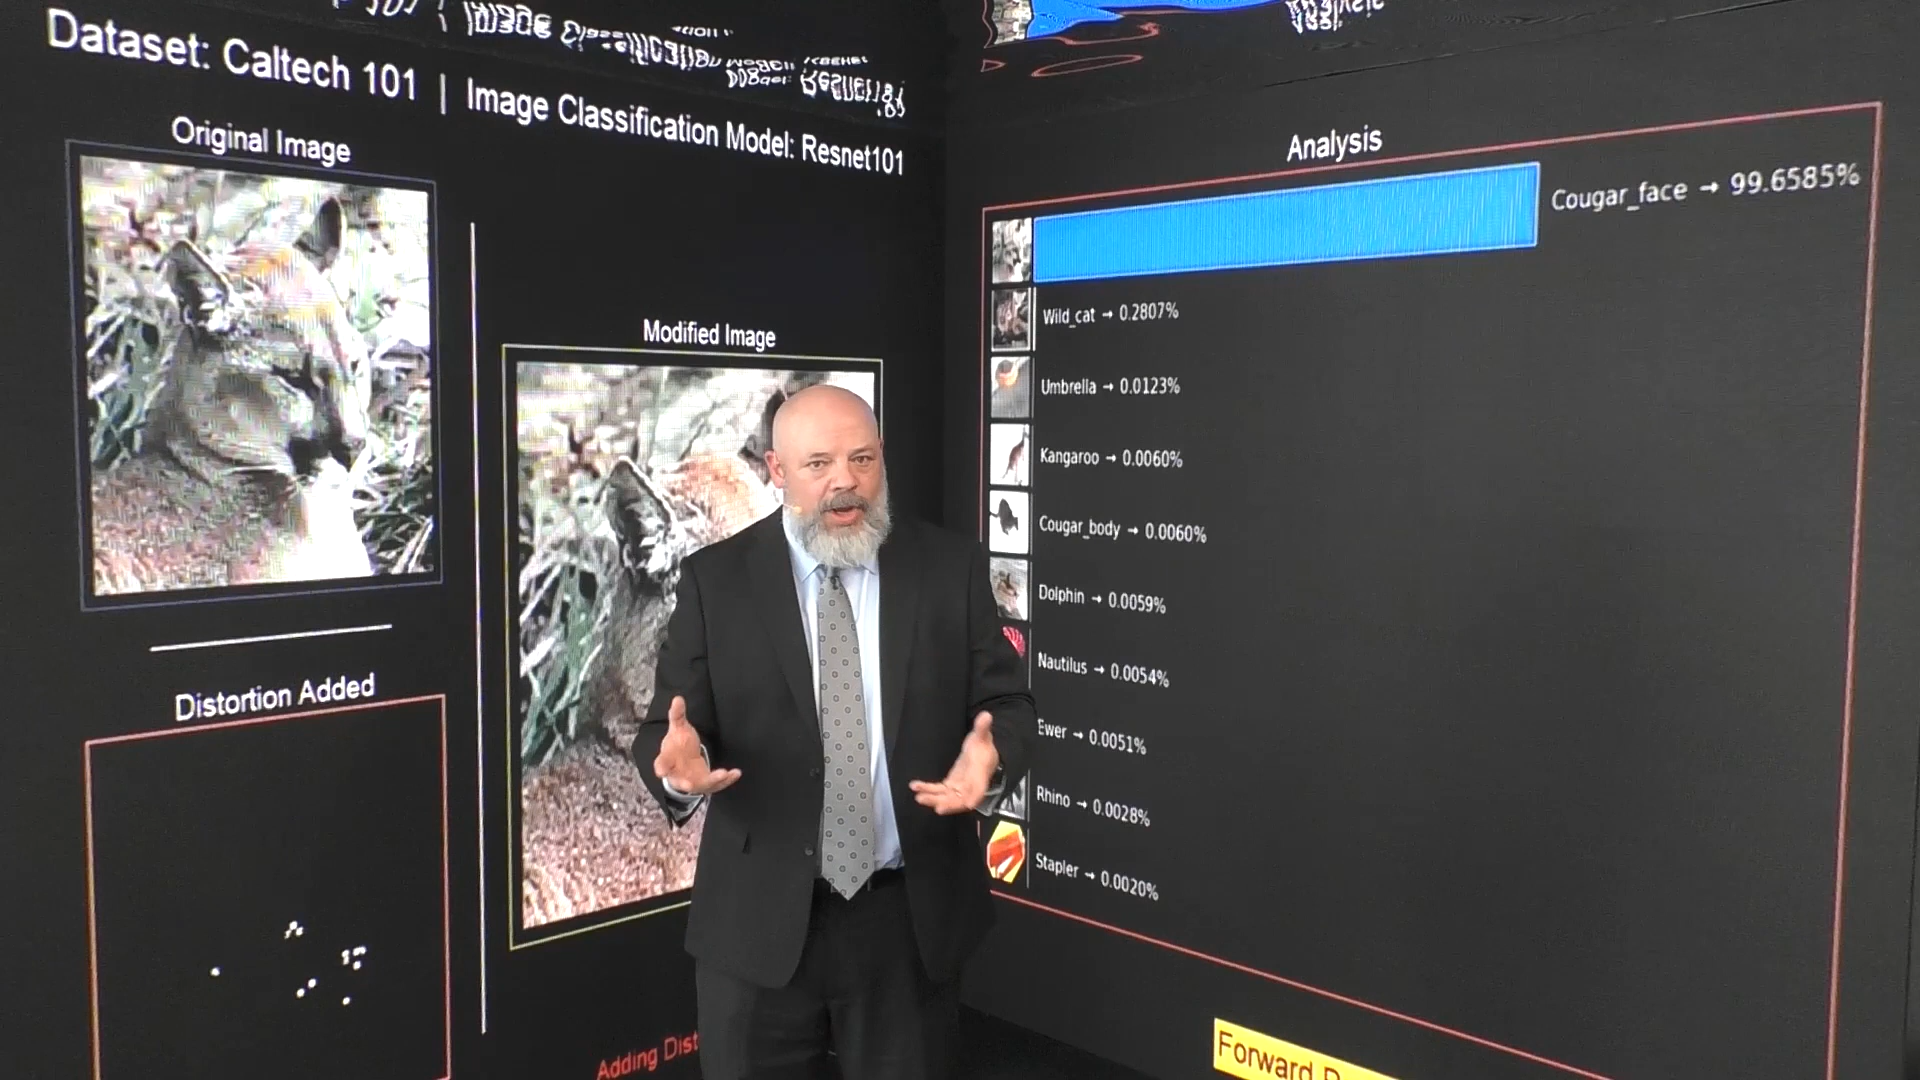 Dataset: Caltech 101 | Image Classification Model: Resnet101
Original Image
Modified Image
Distortion Added
Adding Dist
Analysis
Cougar_face → 99.6585%
Wild_cat → 0.2807%
Umbrella → 0.0123%
Kangaroo → 0.0060%
Cougar_body → 0.0060%
Dolphin → 0.0059%
Nautilus → 0.0054%
Ewer → 0.0051%
Rhino → 0.0028%
Stapler → 0.0020%
Forward